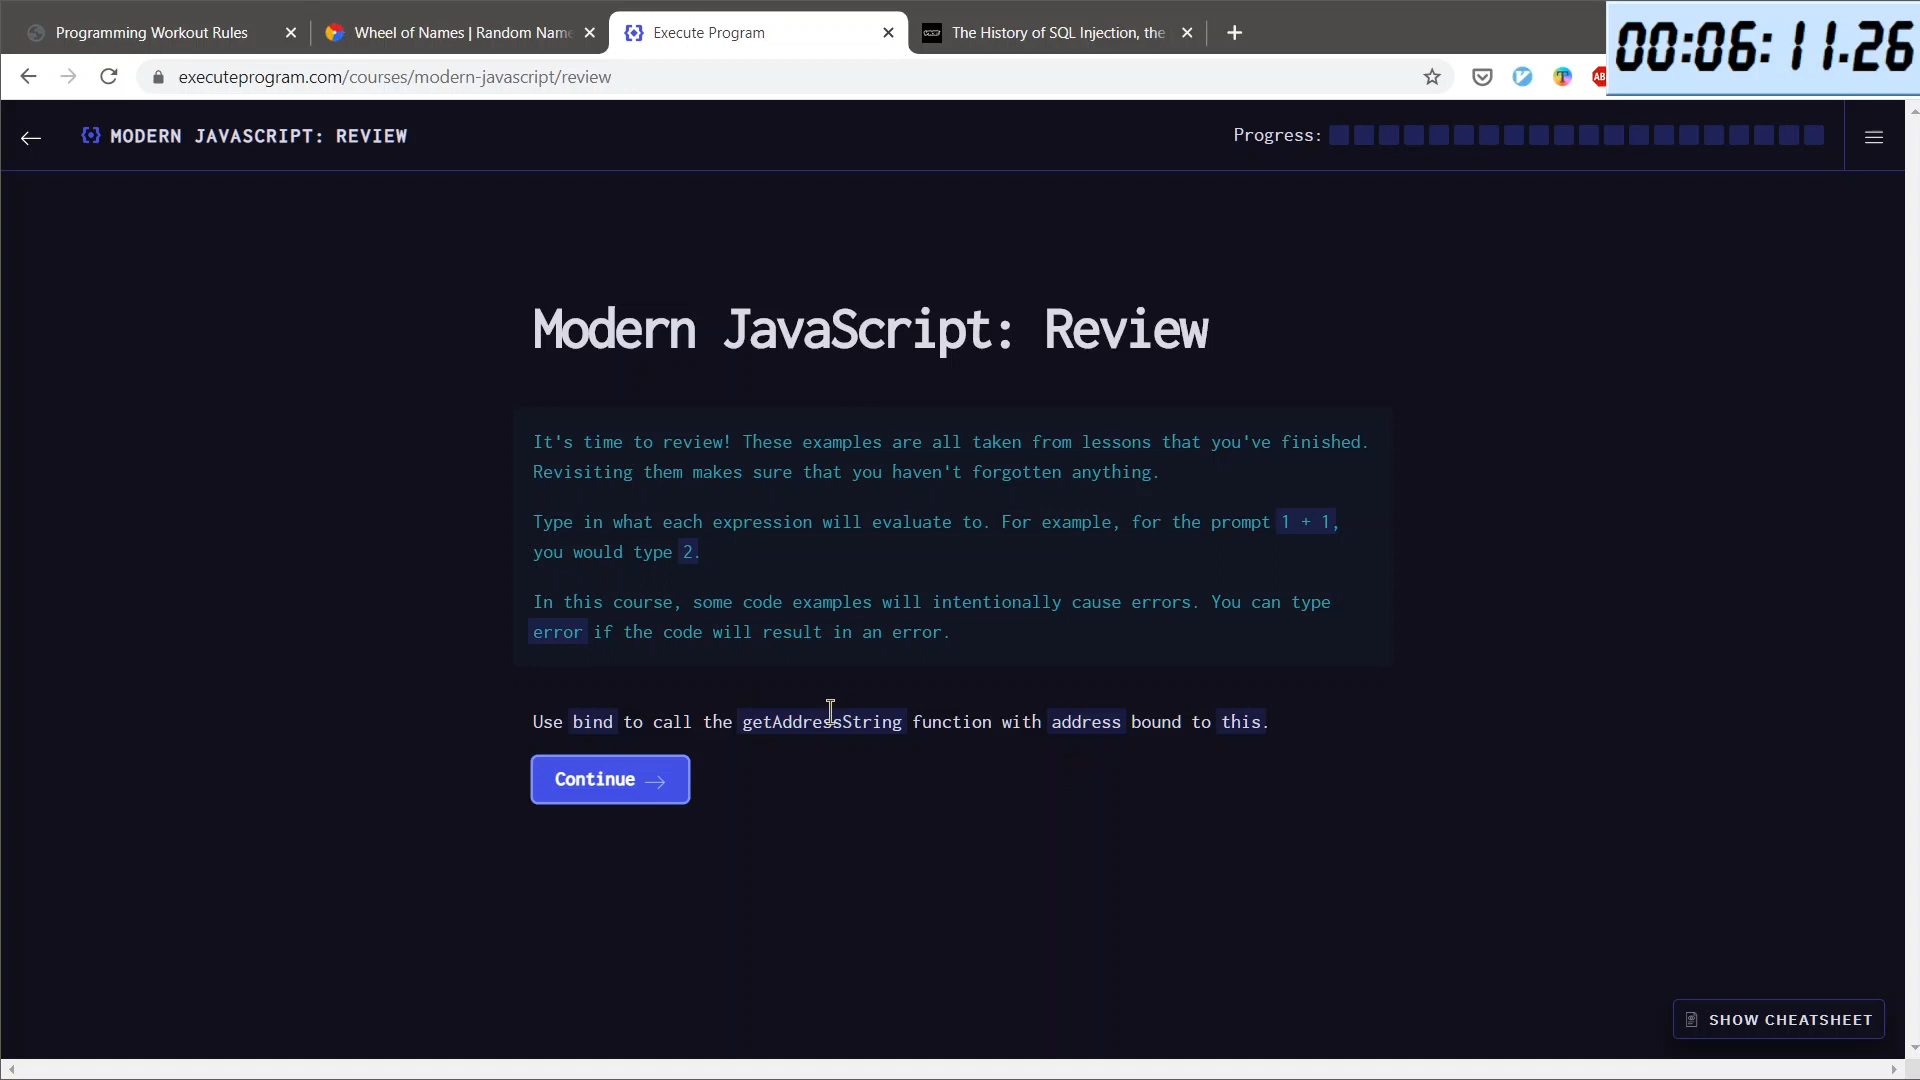 Programming Workout Rules
Wheel of Names | Random Name
Execute Program
The History of SQL Injection, the
00:06:11.26
executeprogram.com/courses/modern-javascript/review
MODERN JAVASCRIPT: REVIEW
Progress:
Modern JavaScript: Review
It's time to review! These examples are all taken from lessons that you've finished.
Revisiting them makes sure that you haven't forgotten anything.
Type in what each expression will evaluate to. For example, for the prompt 1 + 1,
you would type 2.
In this course, some code examples will intentionally cause errors. You can type
error if the code will result in an error.
Use bind to call the getAddressString function with address bound to this.
Continue
SHOW CHEATSHEET